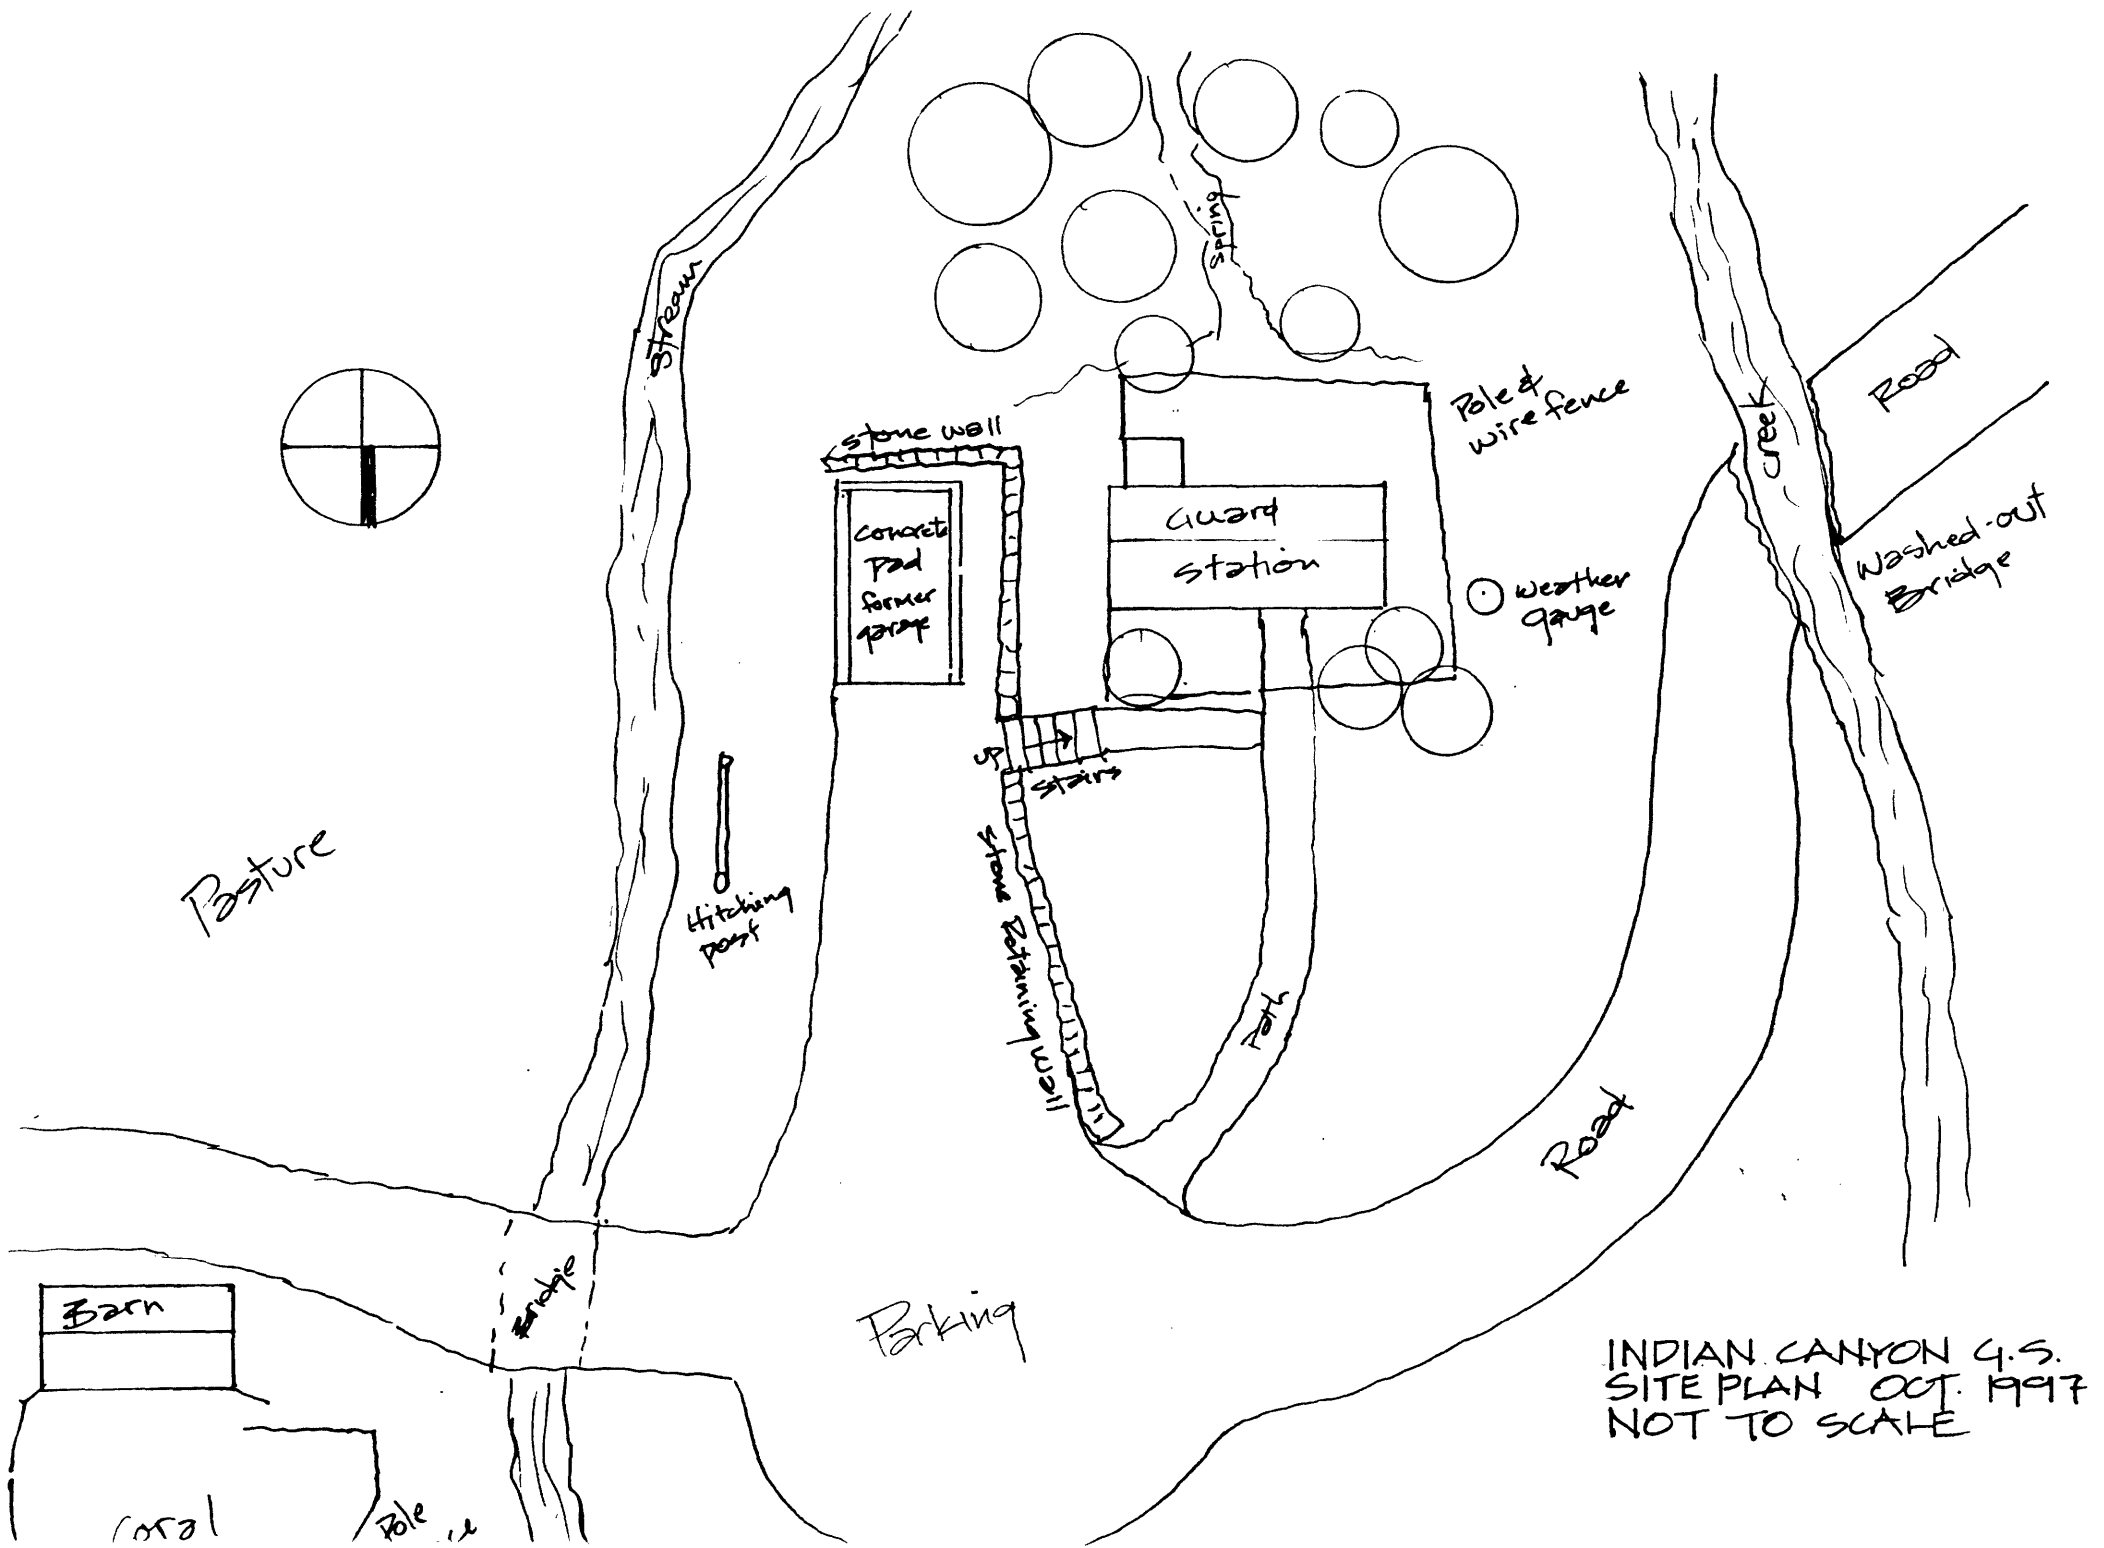 Spring
Stream
Pole &
wire fence
Road
Creek
stone wall
Guard
station
concrete
pad
former
garage
Weather
gauge
Washed-out
Bridge
UP
stairs
Pasture
Hitching
post
Stone Retaining wall
Path
Road
Bridge
Barn
Parking
INDIAN CANYON G.S.
SITE PLAN OCT. 1997
NOT TO SCALE
coral
Pole